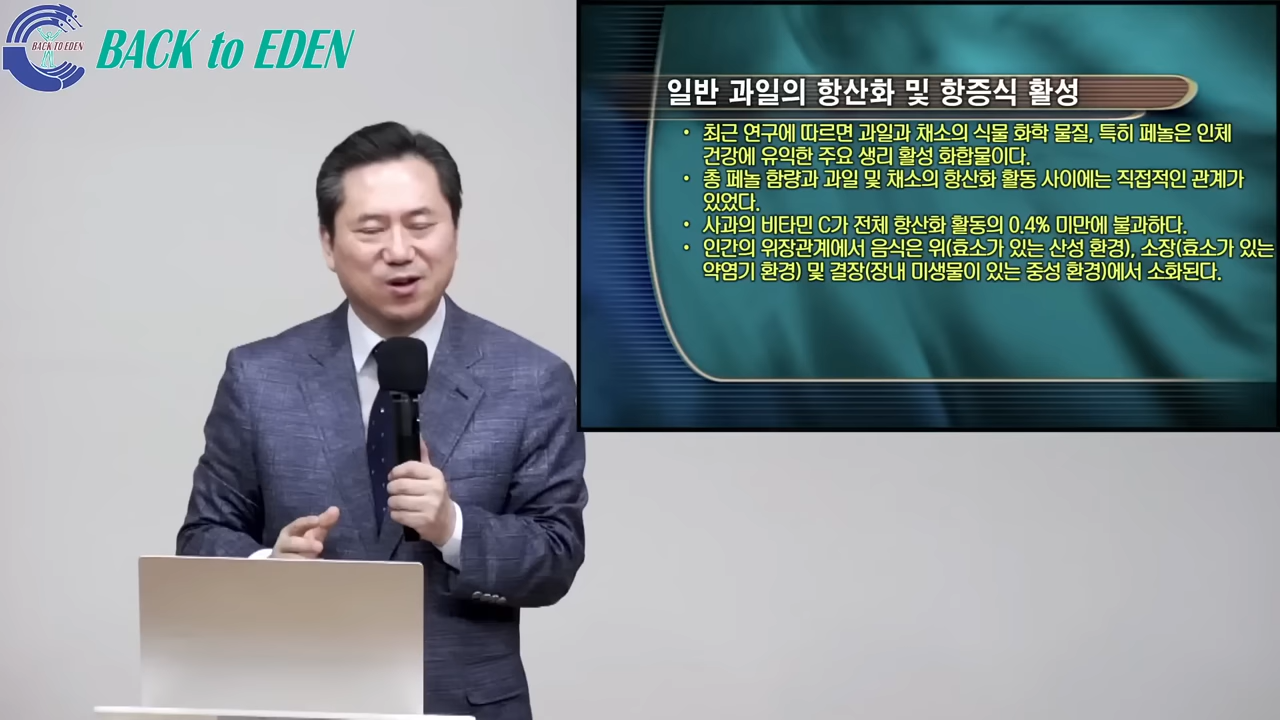 BACK TO EDEN
BACK to EDEN
일반 과일의 항산화 및 항증식 활성
• 최근 연구에 따르면 과일과 채소의 식물 화학 물질, 특히 페놀은 인체
건강에 유익한 주요 생리 활성 화합물이다.
• 총 페놀 함량과 과일 및 채소의 항산화 활동 사이에는 직접적인 관계가
있었다.
• 사과의 비타민 C가 전체 항산화 활동의 0.4% 미만에 불과하다.
• 인간의 위장관계에서 음식은 위(효소가 있는 산성 환경), 소장(효소가 있는
약염기 환경) 및 결장(장내 미생물이 있는 중성 환경)에서 소화된다.